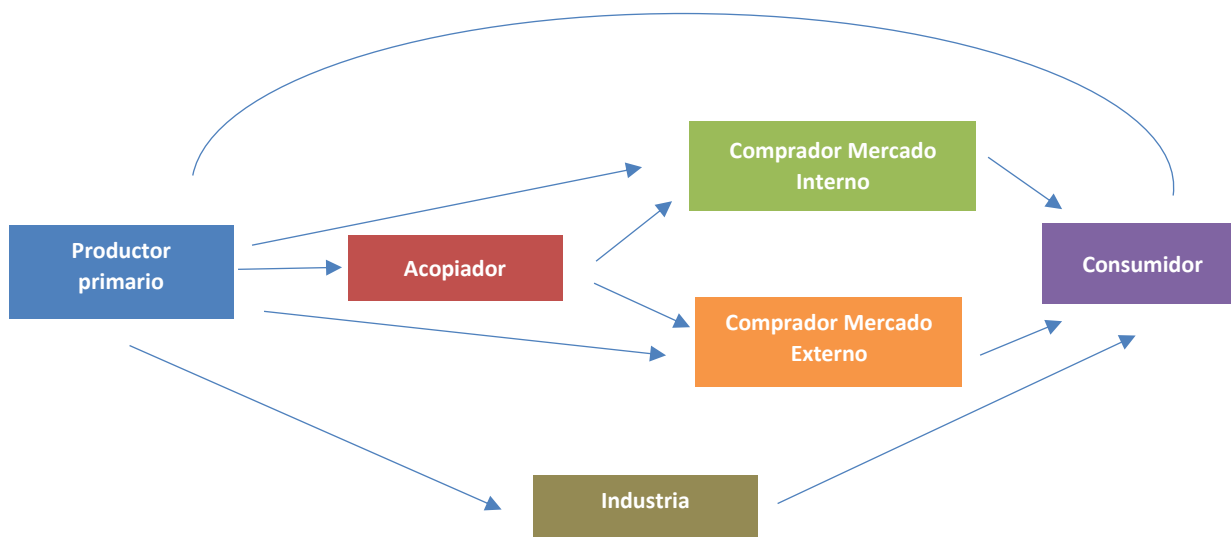 Comprador Mercado
Interno
Productor
primario
Acopiador
Consumidor
Comprador Mercado
Externo
Industria